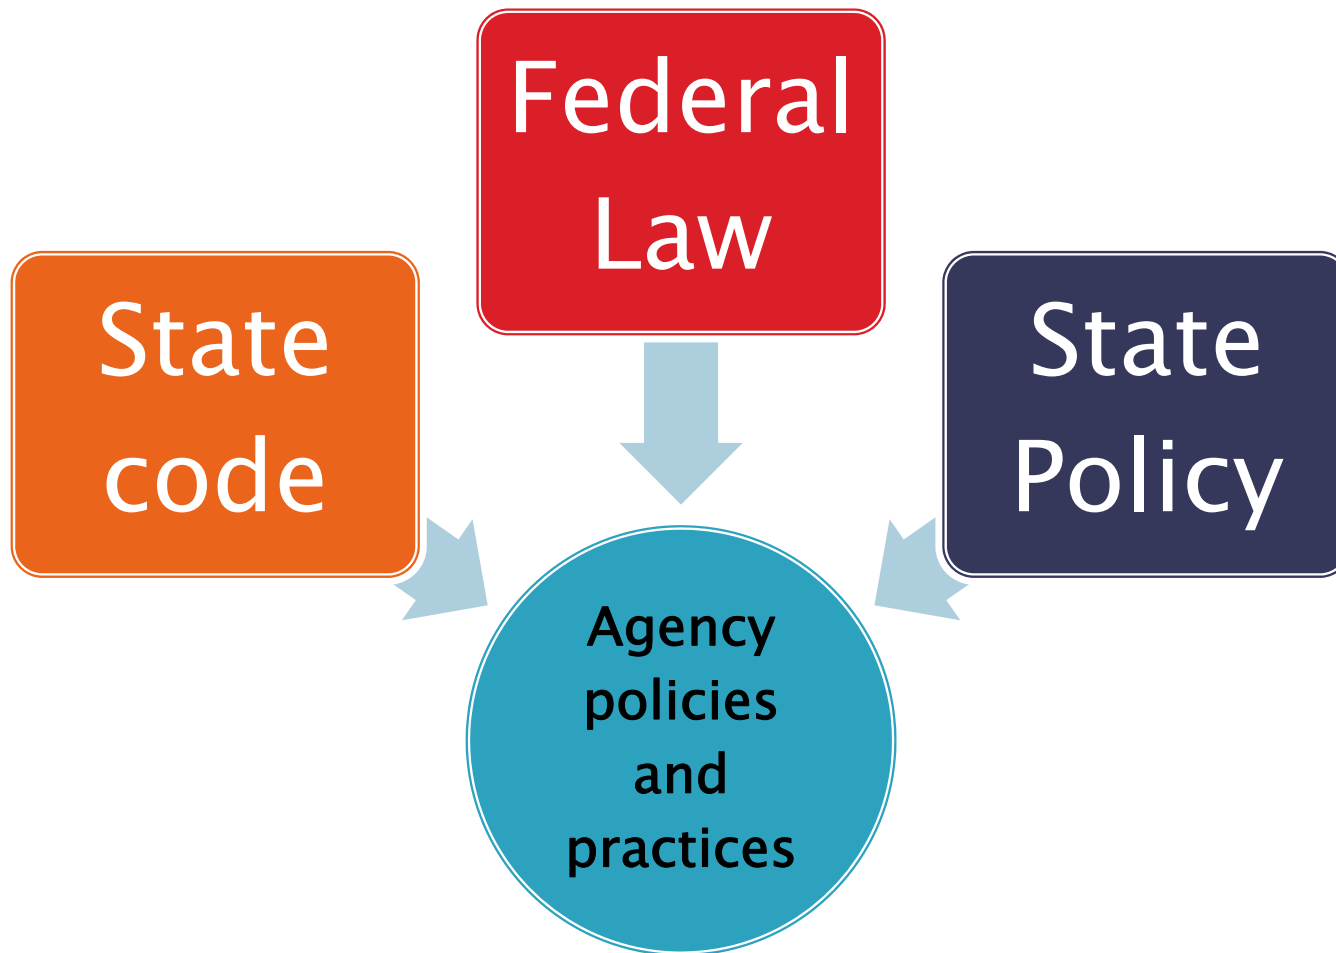 Federal
Law
State
code
State
Policy
Agency
policies
and
practices